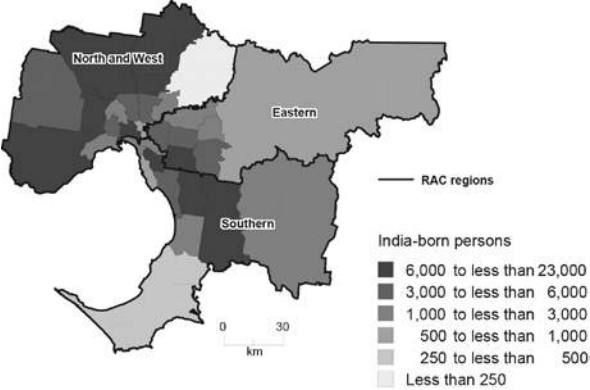 North and West
Eastern
Southern
RAC regions
0 30
km
India-born persons
6,000 to less than 23,000
3,000 to less than 6,000
1,000 to less than 3,000
500 to less than 1,000
250 to less than 500
Less than 250